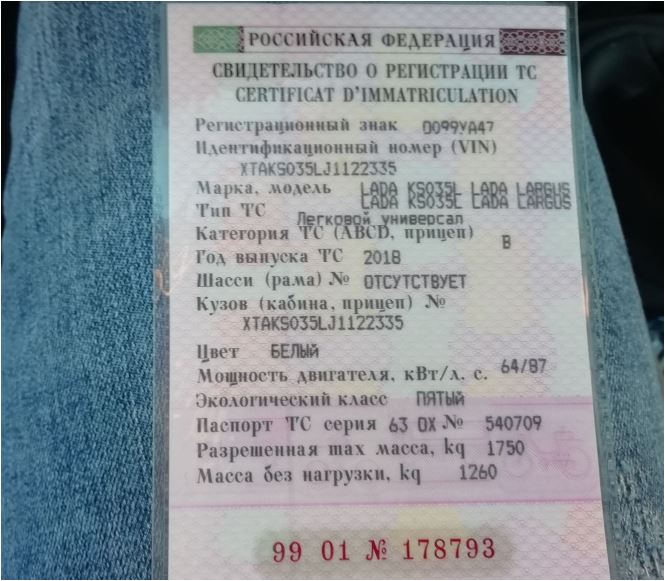 РОССИЙСКАЯ ФЕДЕРАЦИЯ
СВИДЕТЕЛЬСТВО О РЕГИСТРАЦИИ ТС
CERTIFICAT D'IMMATRICULATION
Регистрационный знак О099УА47
Идентификационный номер (VIN)
XTAKS035LJ1122335
Марка, модель LADA KS035L LADA LARGUS
LADA KS035L LADA LARGUS
Тип ТС Легковой универсал
Категория ТС (ABCD, прицеп) B
Год выпуска ТС 2018
Шасси (рама) № ОТСУТСТВУЕТ
Кузов (кабина, прицеп) №
XTAKS035LJ1122335
Цвет БЕЛЫЙ
Мощность двигателя, кВт/л. с. 64/87
Экологический класс ПЯТЫЙ
Паспорт ТС серия 63 ОХ № 540709
Разрешенная max масса, kg 1750
Масса без нагрузки, kg 1260
99 01 № 178793